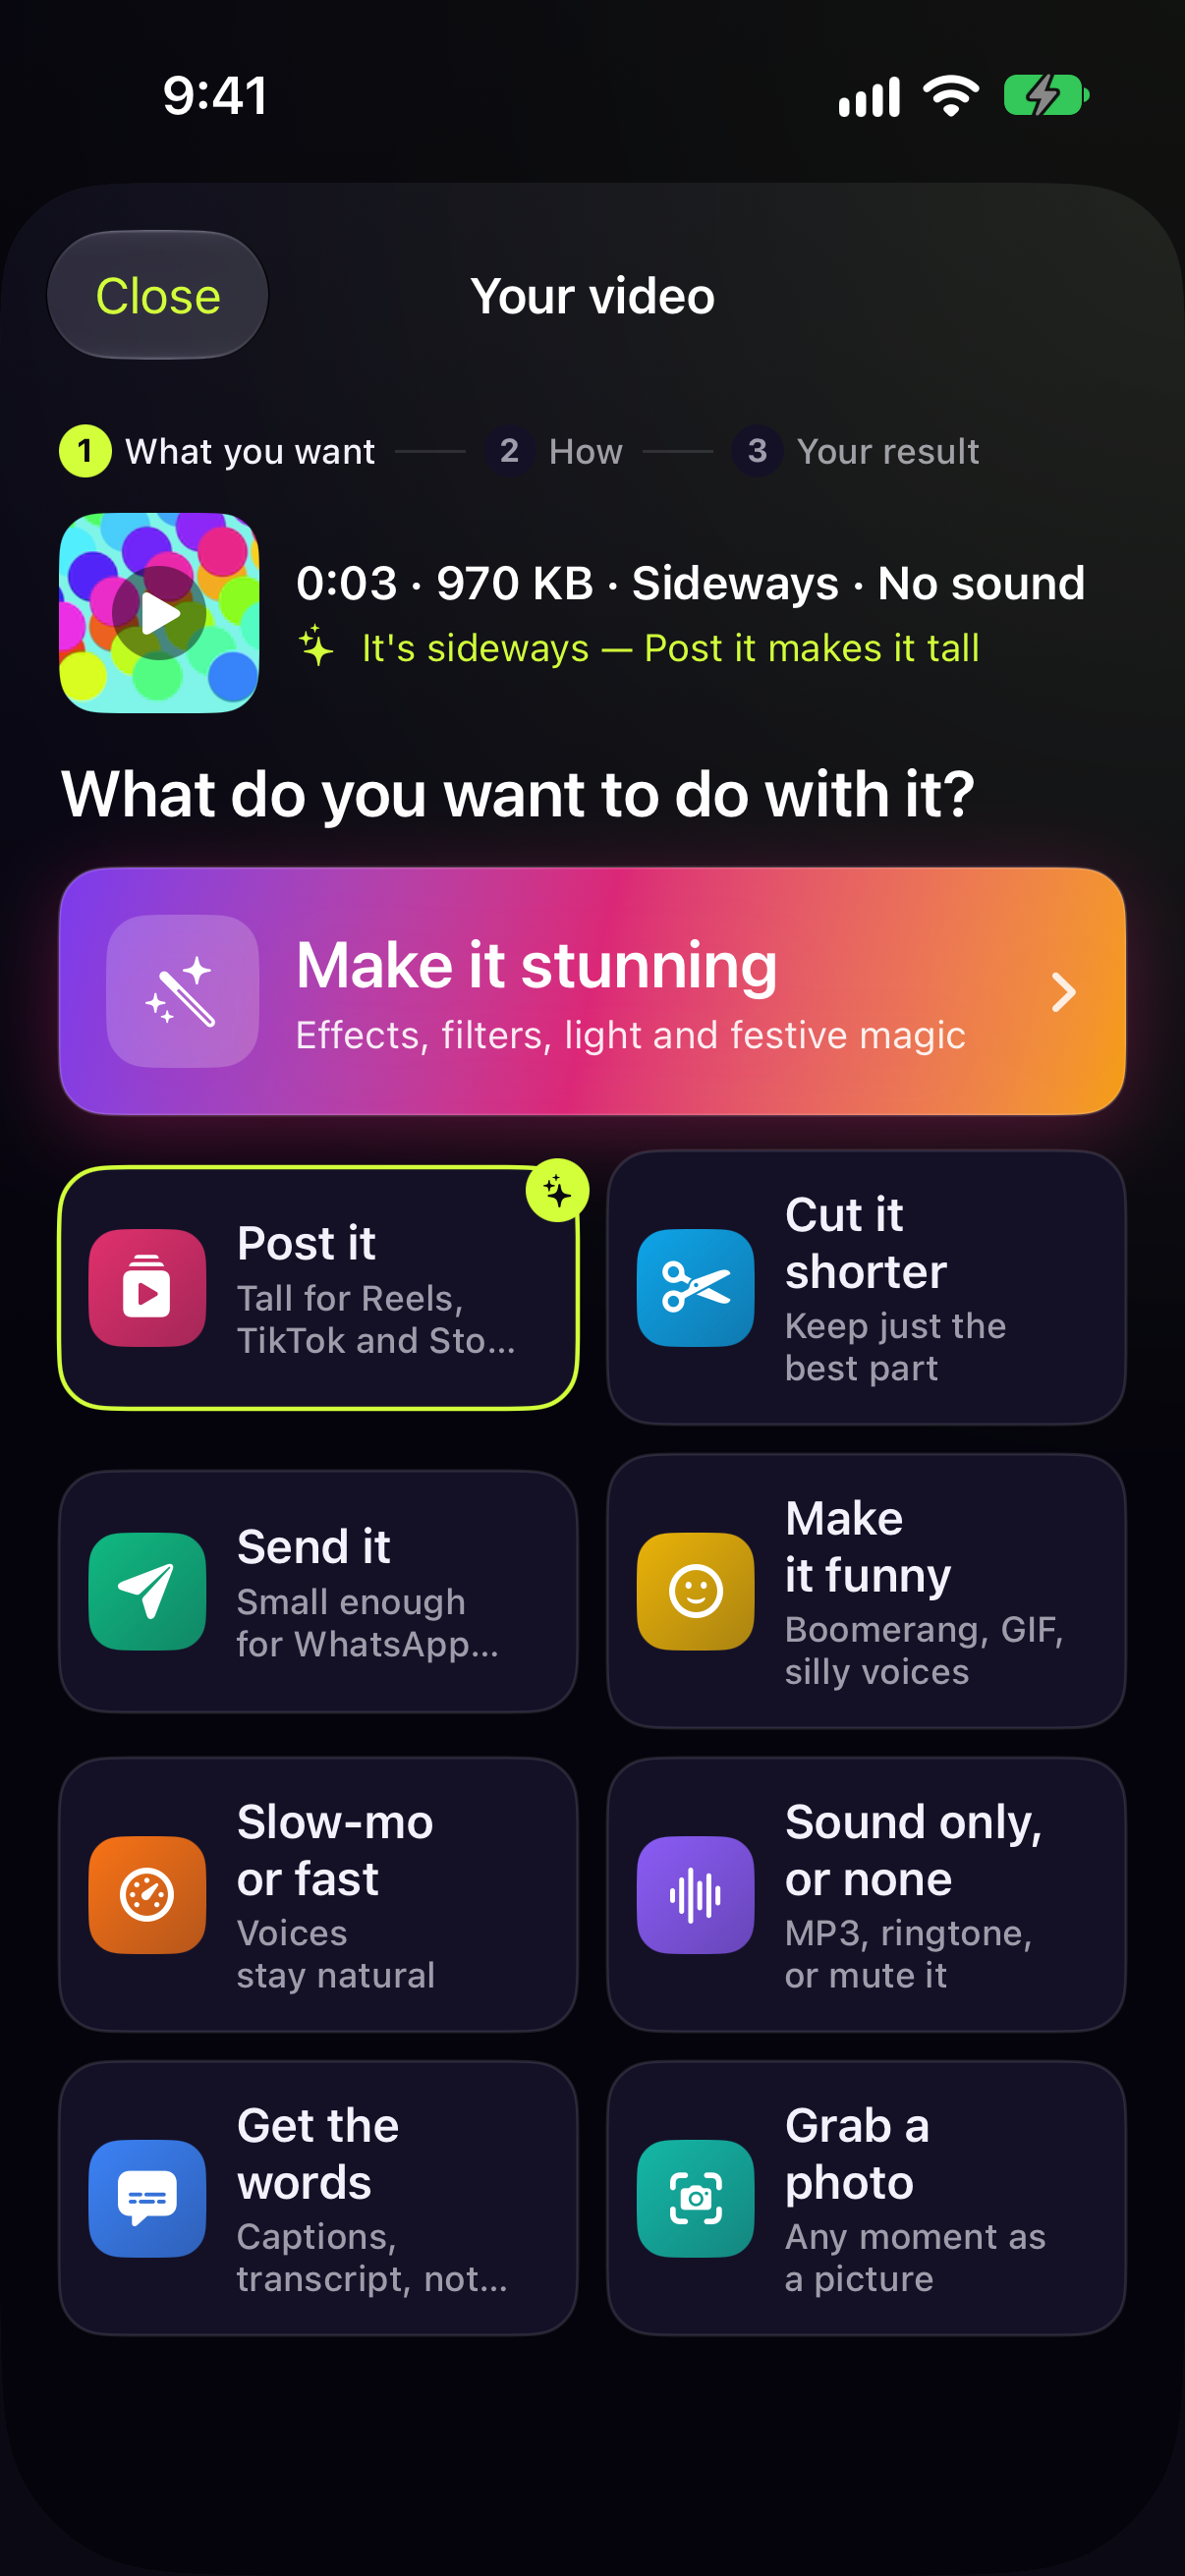 9:41
Close
Your video
1 What you want
2 How
3 Your result
0:03 · 970 KB · Sideways · No sound
It's sideways — Post it makes it tall
What do you want to do with it?
Make it stunning
Effects, filters, light and festive magic
Post it
Tall for Reels,
TikTok and Sto...
Cut it
shorter
Keep just the
best part
Send it
Small enough
for WhatsApp...
Make
it funny
Boomerang, GIF,
silly voices
Slow-mo
or fast
Voices
stay natural
Sound only,
or none
MP3, ringtone,
or mute it
Get the
words
Captions,
transcript, not...
Grab a
photo
Any moment as
a picture